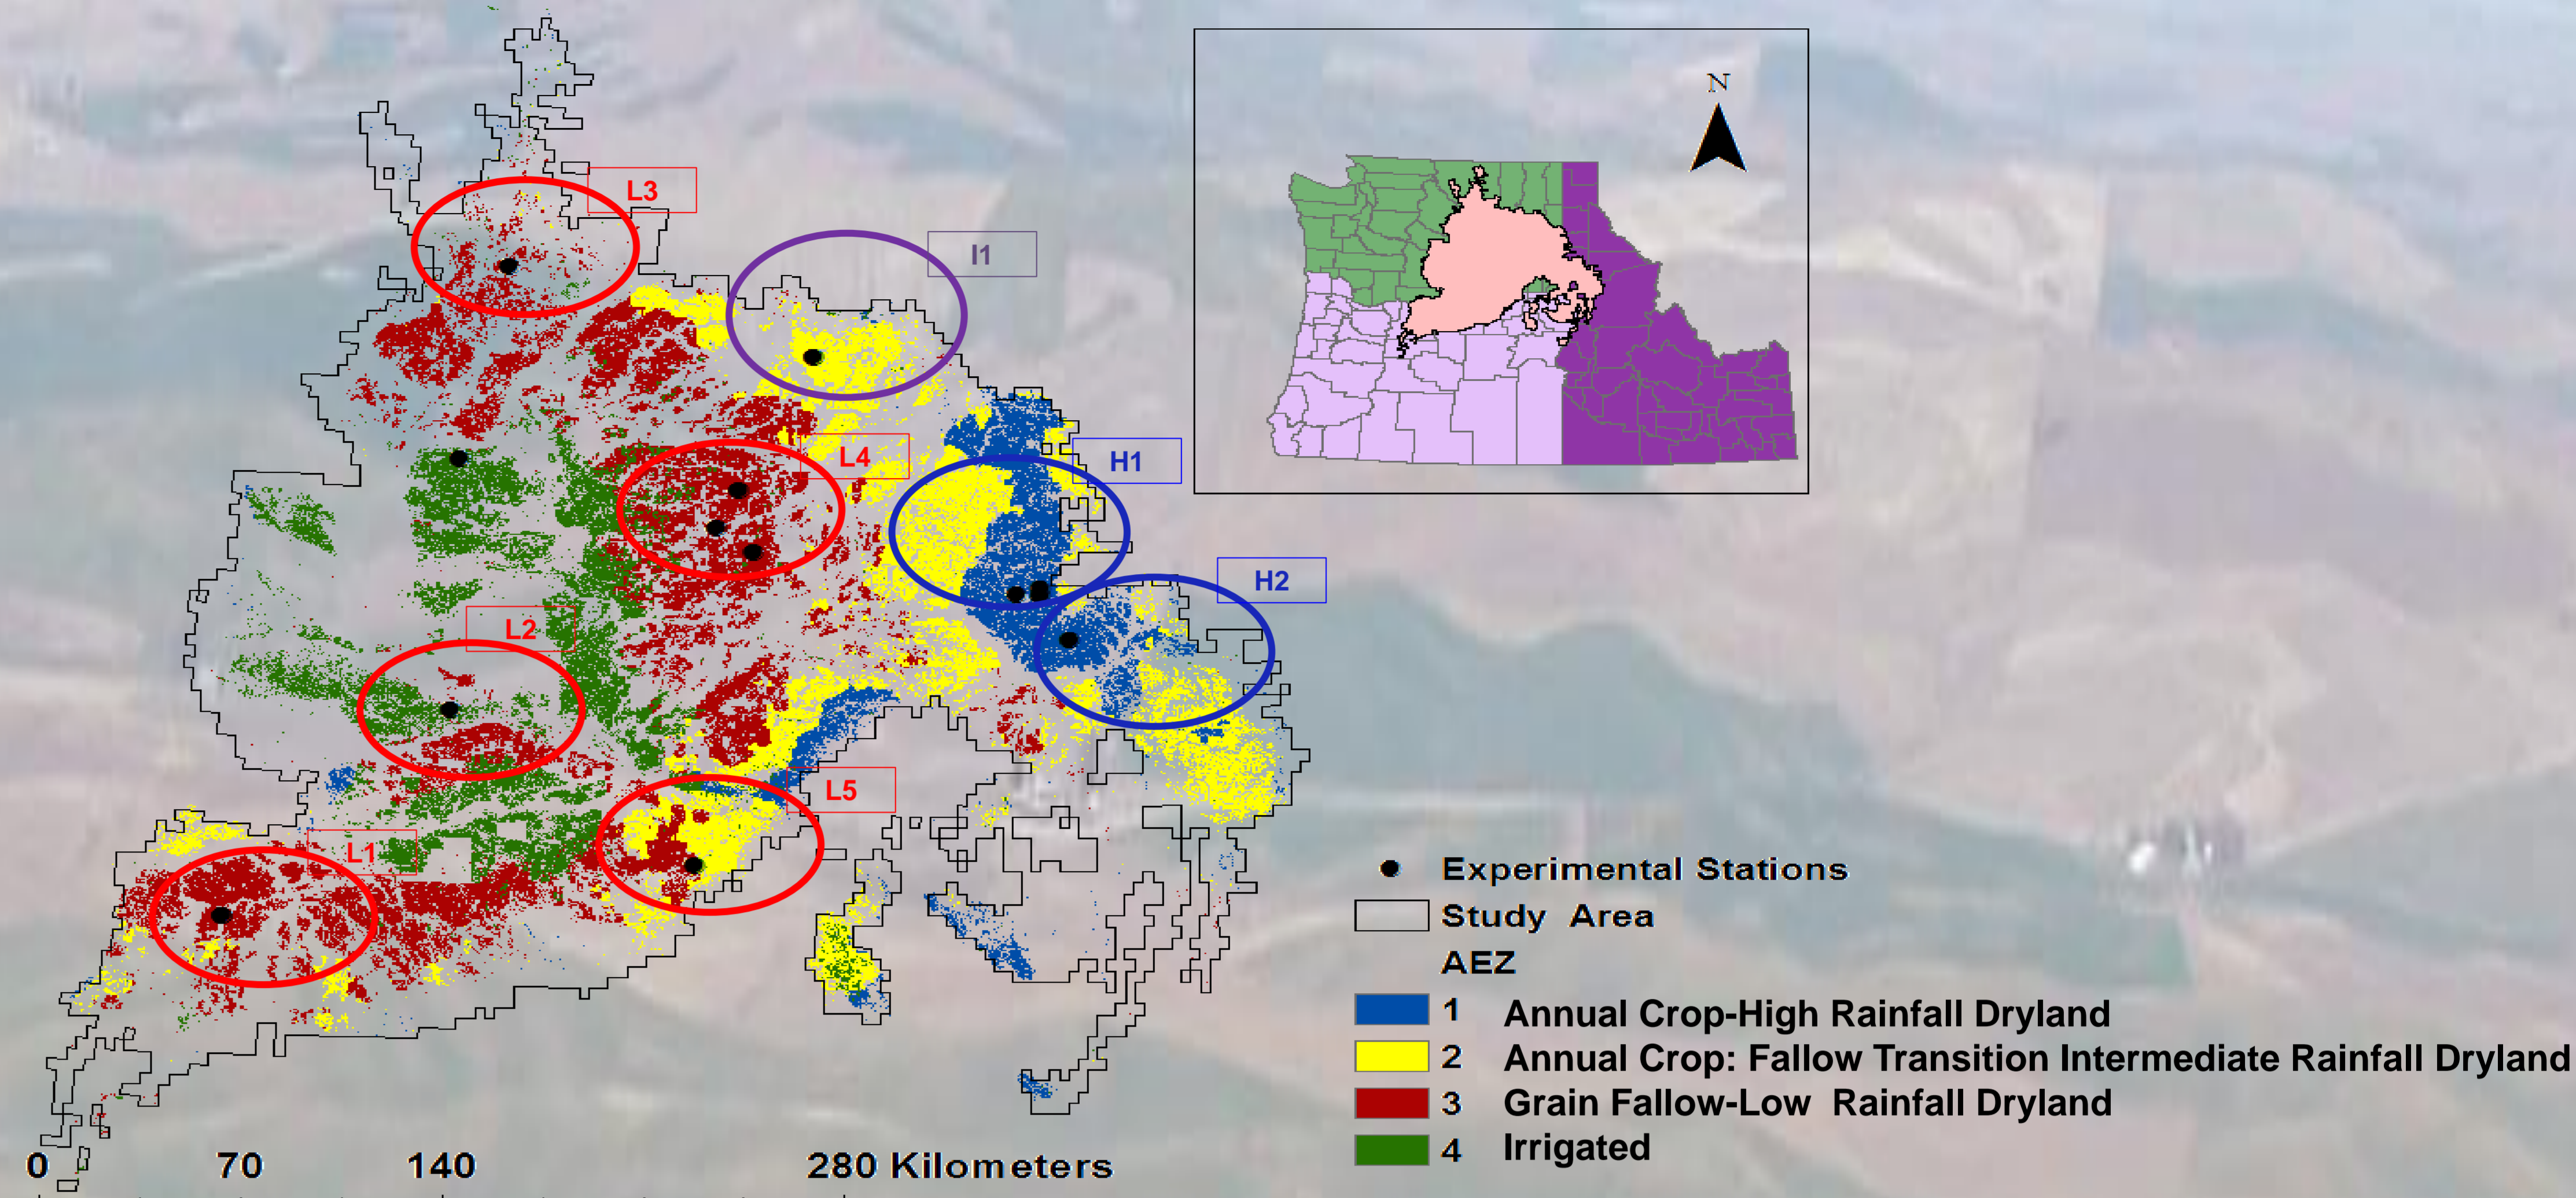 N
L3
I1
L4
H1
H2
L2
L5
L1
Experimental Stations
Study Area
AEZ
1 Annual Crop-High Rainfall Dryland
2 Annual Crop: Fallow Transition Intermediate Rainfall Dryland
3 Grain Fallow-Low Rainfall Dryland
4 Irrigated
0 70 140 280 Kilometers